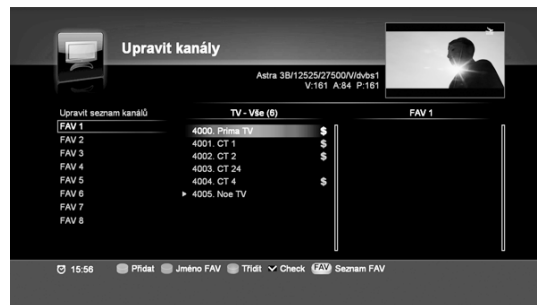 Upravit kanály
Astra 3B/12525/27500/V/dvbs1
V:161 A:84 P:161
Upravit seznam kanálů
TV - Vše (6)
FAV 1
FAV 1
FAV 2
FAV 3
FAV 4
FAV 5
FAV 6
FAV 7
FAV 8
4000. Prima TV $
4001. CT 1 $
4002. CT 2 $
4003. CT 24
4004. CT 4 $
4005. Noe TV
15:56 Přidat Jméno FAV Třídit Check FAV Seznam FAV